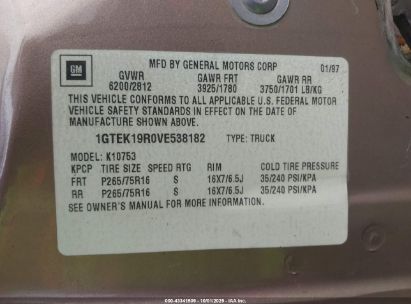 GM
MFD BY GENERAL MOTORS CORP 01/97
GVWR GAWR FRT GAWR RR
6200/2812 3925/1780 3750/1701 LB/KG
THIS VEHICLE CONFORMS TO ALL APPLICABLE U.S. FEDERAL MOTOR
VEHICLE SAFETY STANDARDS IN EFFECT ON THE DATE OF
MANUFACTURE SHOWN ABOVE.
1GTEK19R0VE538182 TYPE: TRUCK
MODEL: K10753
KPCP TIRE SIZE SPEED RTG RIM COLD TIRE PRESSURE
FRT P265/75R16 S 16X7/6.5J 35/240 PSI/KPA
RR P265/75R16 S 16X7/6.5J 35/240 PSI/KPA
SEE OWNER'S MANUAL FOR MORE INFORMATION.